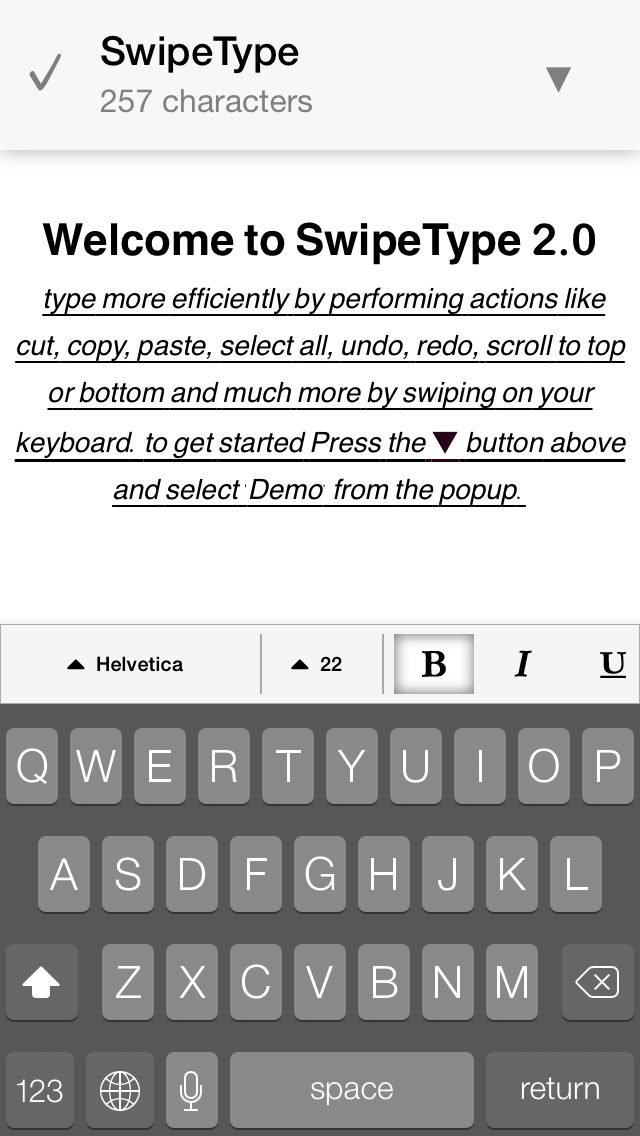 SwipeType
257 characters
▼
Welcome to SwipeType 2.0
type more efficiently by performing actions like
cut, copy, paste, select all, undo, redo, scroll to top
or bottom and much more by swiping on your
keyboard. to get started Press the ▼ button above
and select 'Demo' from the popup.
Helvetica 22 B I U
Q W E R T Y U I O P
A S D F G H J K L
Z X C V B N M
123 space return